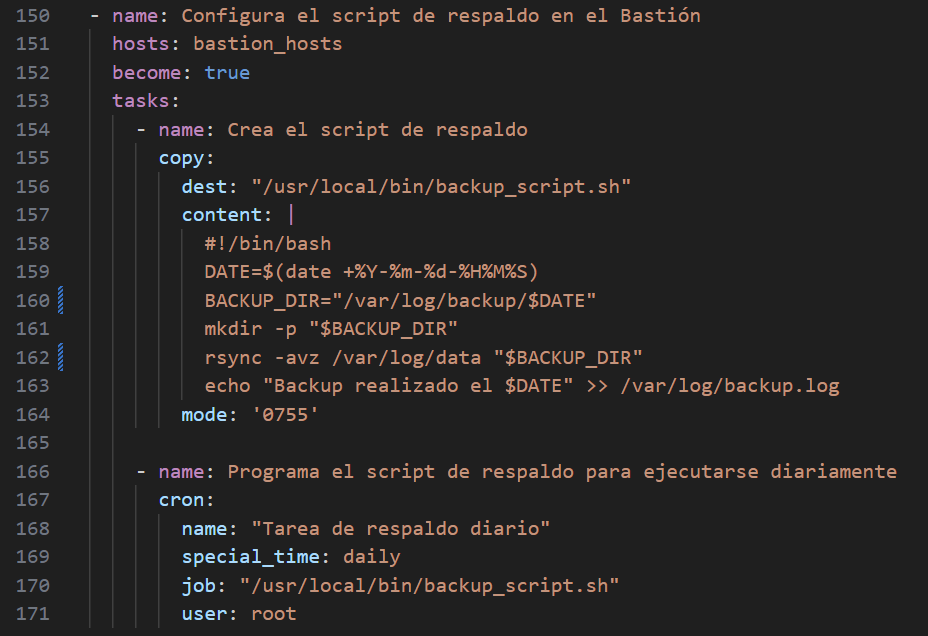 150 - name: Configura el script de respaldo en el Bastión
151 hosts: bastion_hosts
152 become: true
153 tasks:
154 - name: Crea el script de respaldo
155 copy:
156 dest: "/usr/local/bin/backup_script.sh"
157 content: |
158 #!/bin/bash
159 DATE=$(date +%Y-%m-%d-%H%M%S)
160 BACKUP_DIR="/var/log/backup/$DATE"
161 mkdir -p "$BACKUP_DIR"
162 rsync -avz /var/log/data "$BACKUP_DIR"
163 echo "Backup realizado el $DATE" >> /var/log/backup.log
164 mode: '0755'
165
166 - name: Programa el script de respaldo para ejecutarse diariamente
167 cron:
168 name: "Tarea de respaldo diario"
169 special_time: daily
170 job: "/usr/local/bin/backup_script.sh"
171 user: root